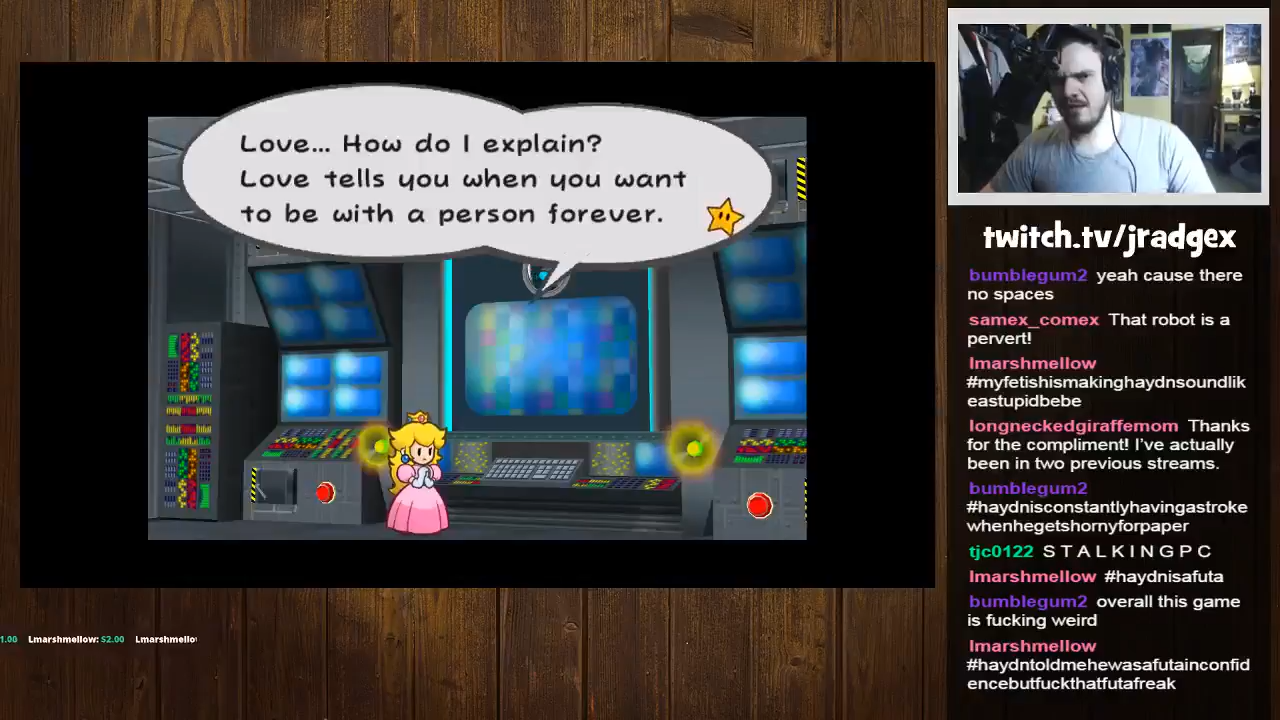 Love... How do I explain?
Love tells you when you want
to be with a person forever.
twitch.tv/jradgex
bumblegum2 yeah cause there
no spaces
samex_comex That robot is a
pervert!
lmarshmellow
#myfetishismakinghaydnsoundlik
eastupidbebe
longneckedgiraffemom Thanks
for the compliment! I've actually
been in two previous streams.
bumblegum2
#haydnisconstantlyhavingastroke
whenhegetshornyforpaper
tjc0122 S T A L K I N G P C
lmarshmellow #haydnisafuta
bumblegum2 overall this game
is fucking weird
lmarshmellow
#haydntoldmehewasafutainconfid
encebutfuckthatfutafreak
1.00 Lmarshmellow: $2.00 Lmarshmello